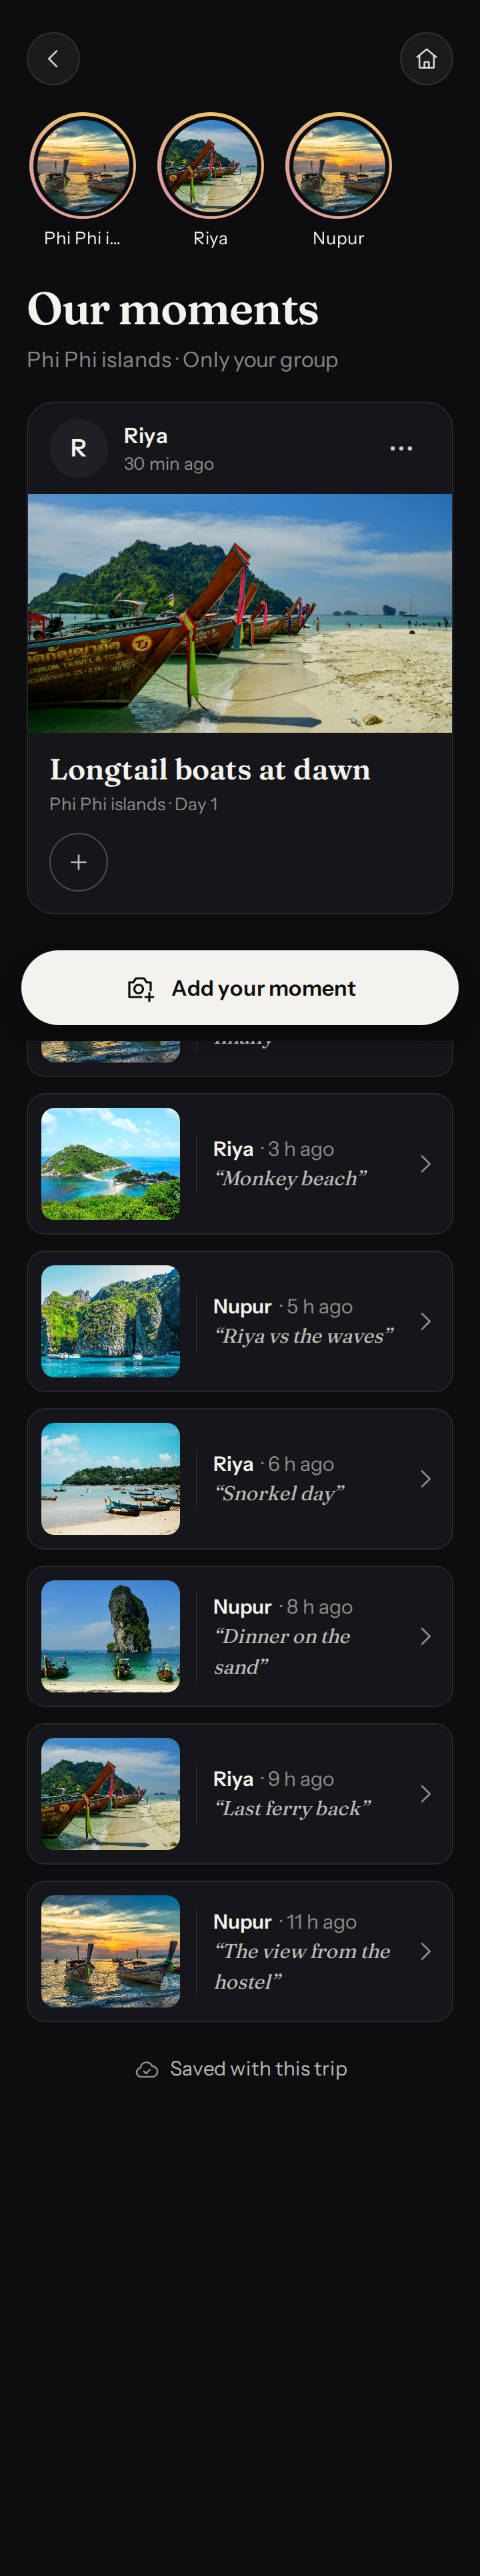 Phi Phi i...
Riya
Nupur
Our moments
Phi Phi islands · Only your group
R
Riya
30 min ago
Longtail boats at dawn
Phi Phi islands · Day 1
Add your moment
Riya · 3 h ago
“Monkey beach”
Nupur · 5 h ago
“Riya vs the waves”
Riya · 6 h ago
“Snorkel day”
Nupur · 8 h ago
“Dinner on the
sand”
Riya · 9 h ago
“Last ferry back”
Nupur · 11 h ago
“The view from the
hostel”
Saved with this trip